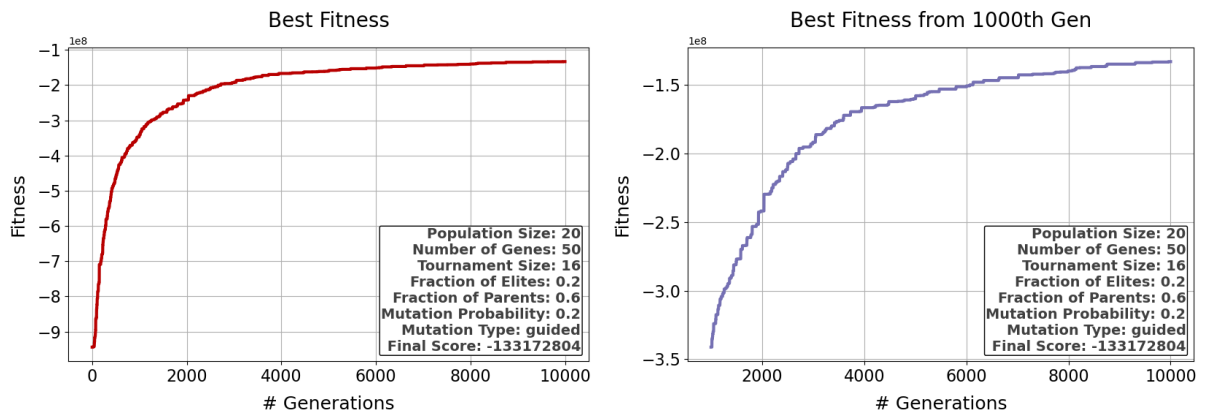 Best Fitness
1e8
−1
−2
−3
−4
−5
−6
−7
−8
−9
Fitness
0
2000
4000
6000
8000
10000
# Generations
Population Size: 20
Number of Genes: 50
Tournament Size: 16
Fraction of Elites: 0.2
Fraction of Parents: 0.6
Mutation Probability: 0.2
Mutation Type: guided
Final Score: -133172804
Best Fitness from 1000th Gen
1e8
−1.5
−2.0
−2.5
−3.0
−3.5
Fitness
2000
4000
6000
8000
10000
# Generations
Population Size: 20
Number of Genes: 50
Tournament Size: 16
Fraction of Elites: 0.2
Fraction of Parents: 0.6
Mutation Probability: 0.2
Mutation Type: guided
Final Score: -133172804